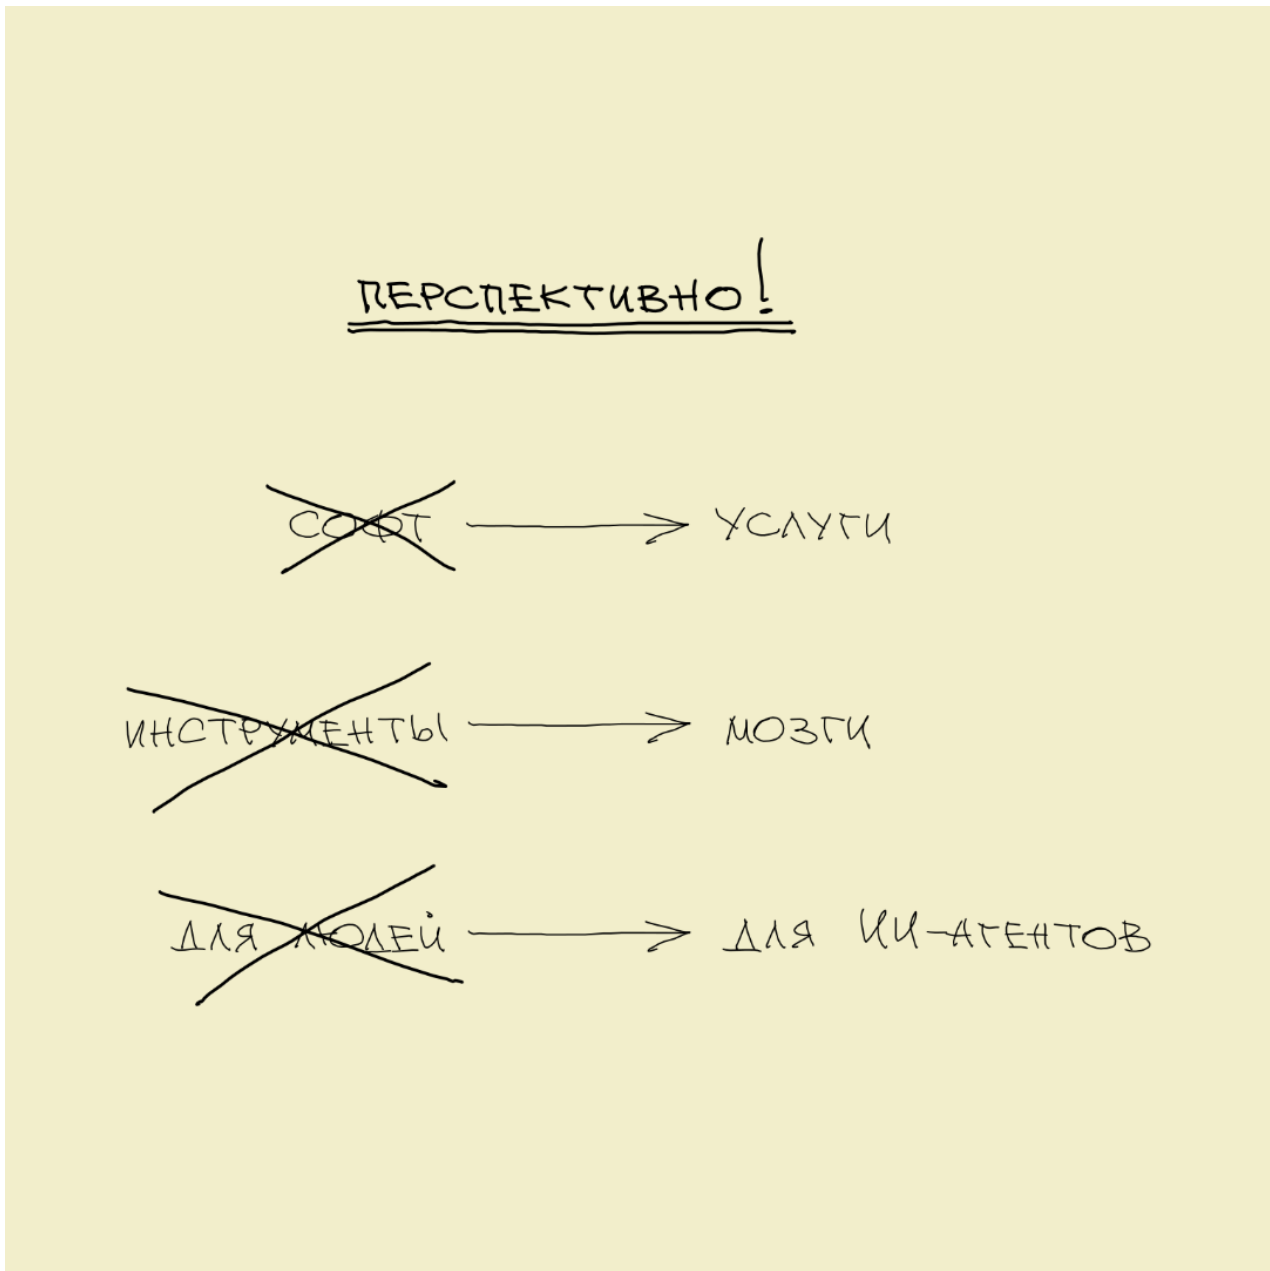 ПЕРСПЕКТИВНО!
СОФТ → УСЛУГИ
ИНСТРУМЕНТЫ → МОЗГИ
ДЛЯ ЛЮДЕЙ → ДЛЯ ИИ-АГЕНТОВ